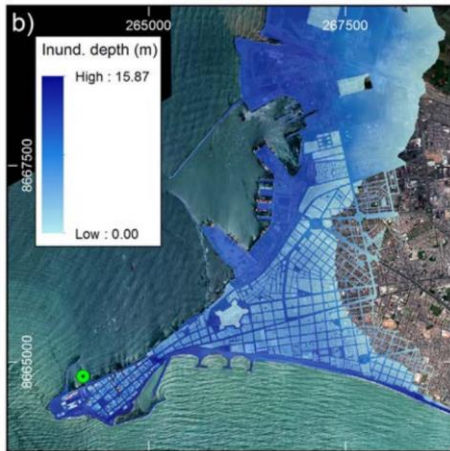 b)
265000
267500
Inund. depth (m)
High : 15.87
Low : 0.00
8667500
8665000